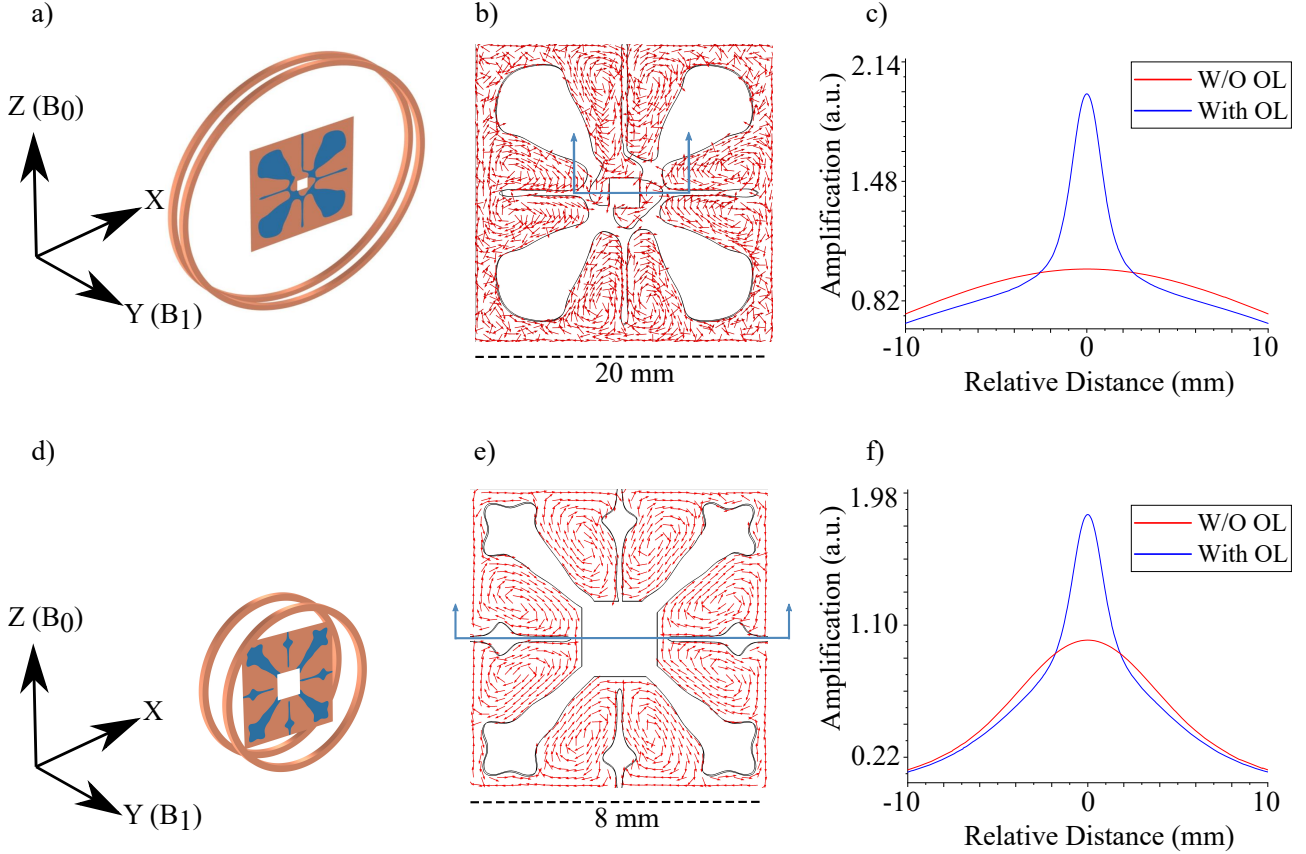 a)
Z (B0)
X
Y (B1)
b)
20 mm
c)
Amplification (a.u.)
2.14
1.48
0.82
-10
0
10
Relative Distance (mm)
W/O OL
With OL
d)
Z (B0)
X
Y (B1)
e)
8 mm
f)
Amplification (a.u.)
1.98
1.10
0.22
-10
0
10
Relative Distance (mm)
W/O OL
With OL